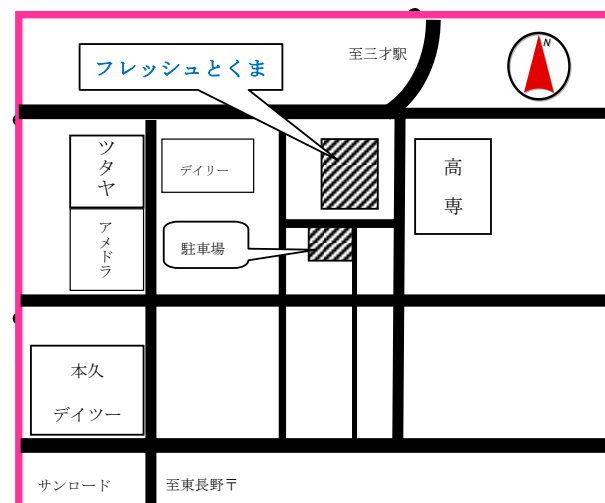 至三才駅
N
フレッシュとくま
ツタヤ
デイリー
高
専
アメドラ
駐車場
本久
デイツー
サンロード
至東長野〒